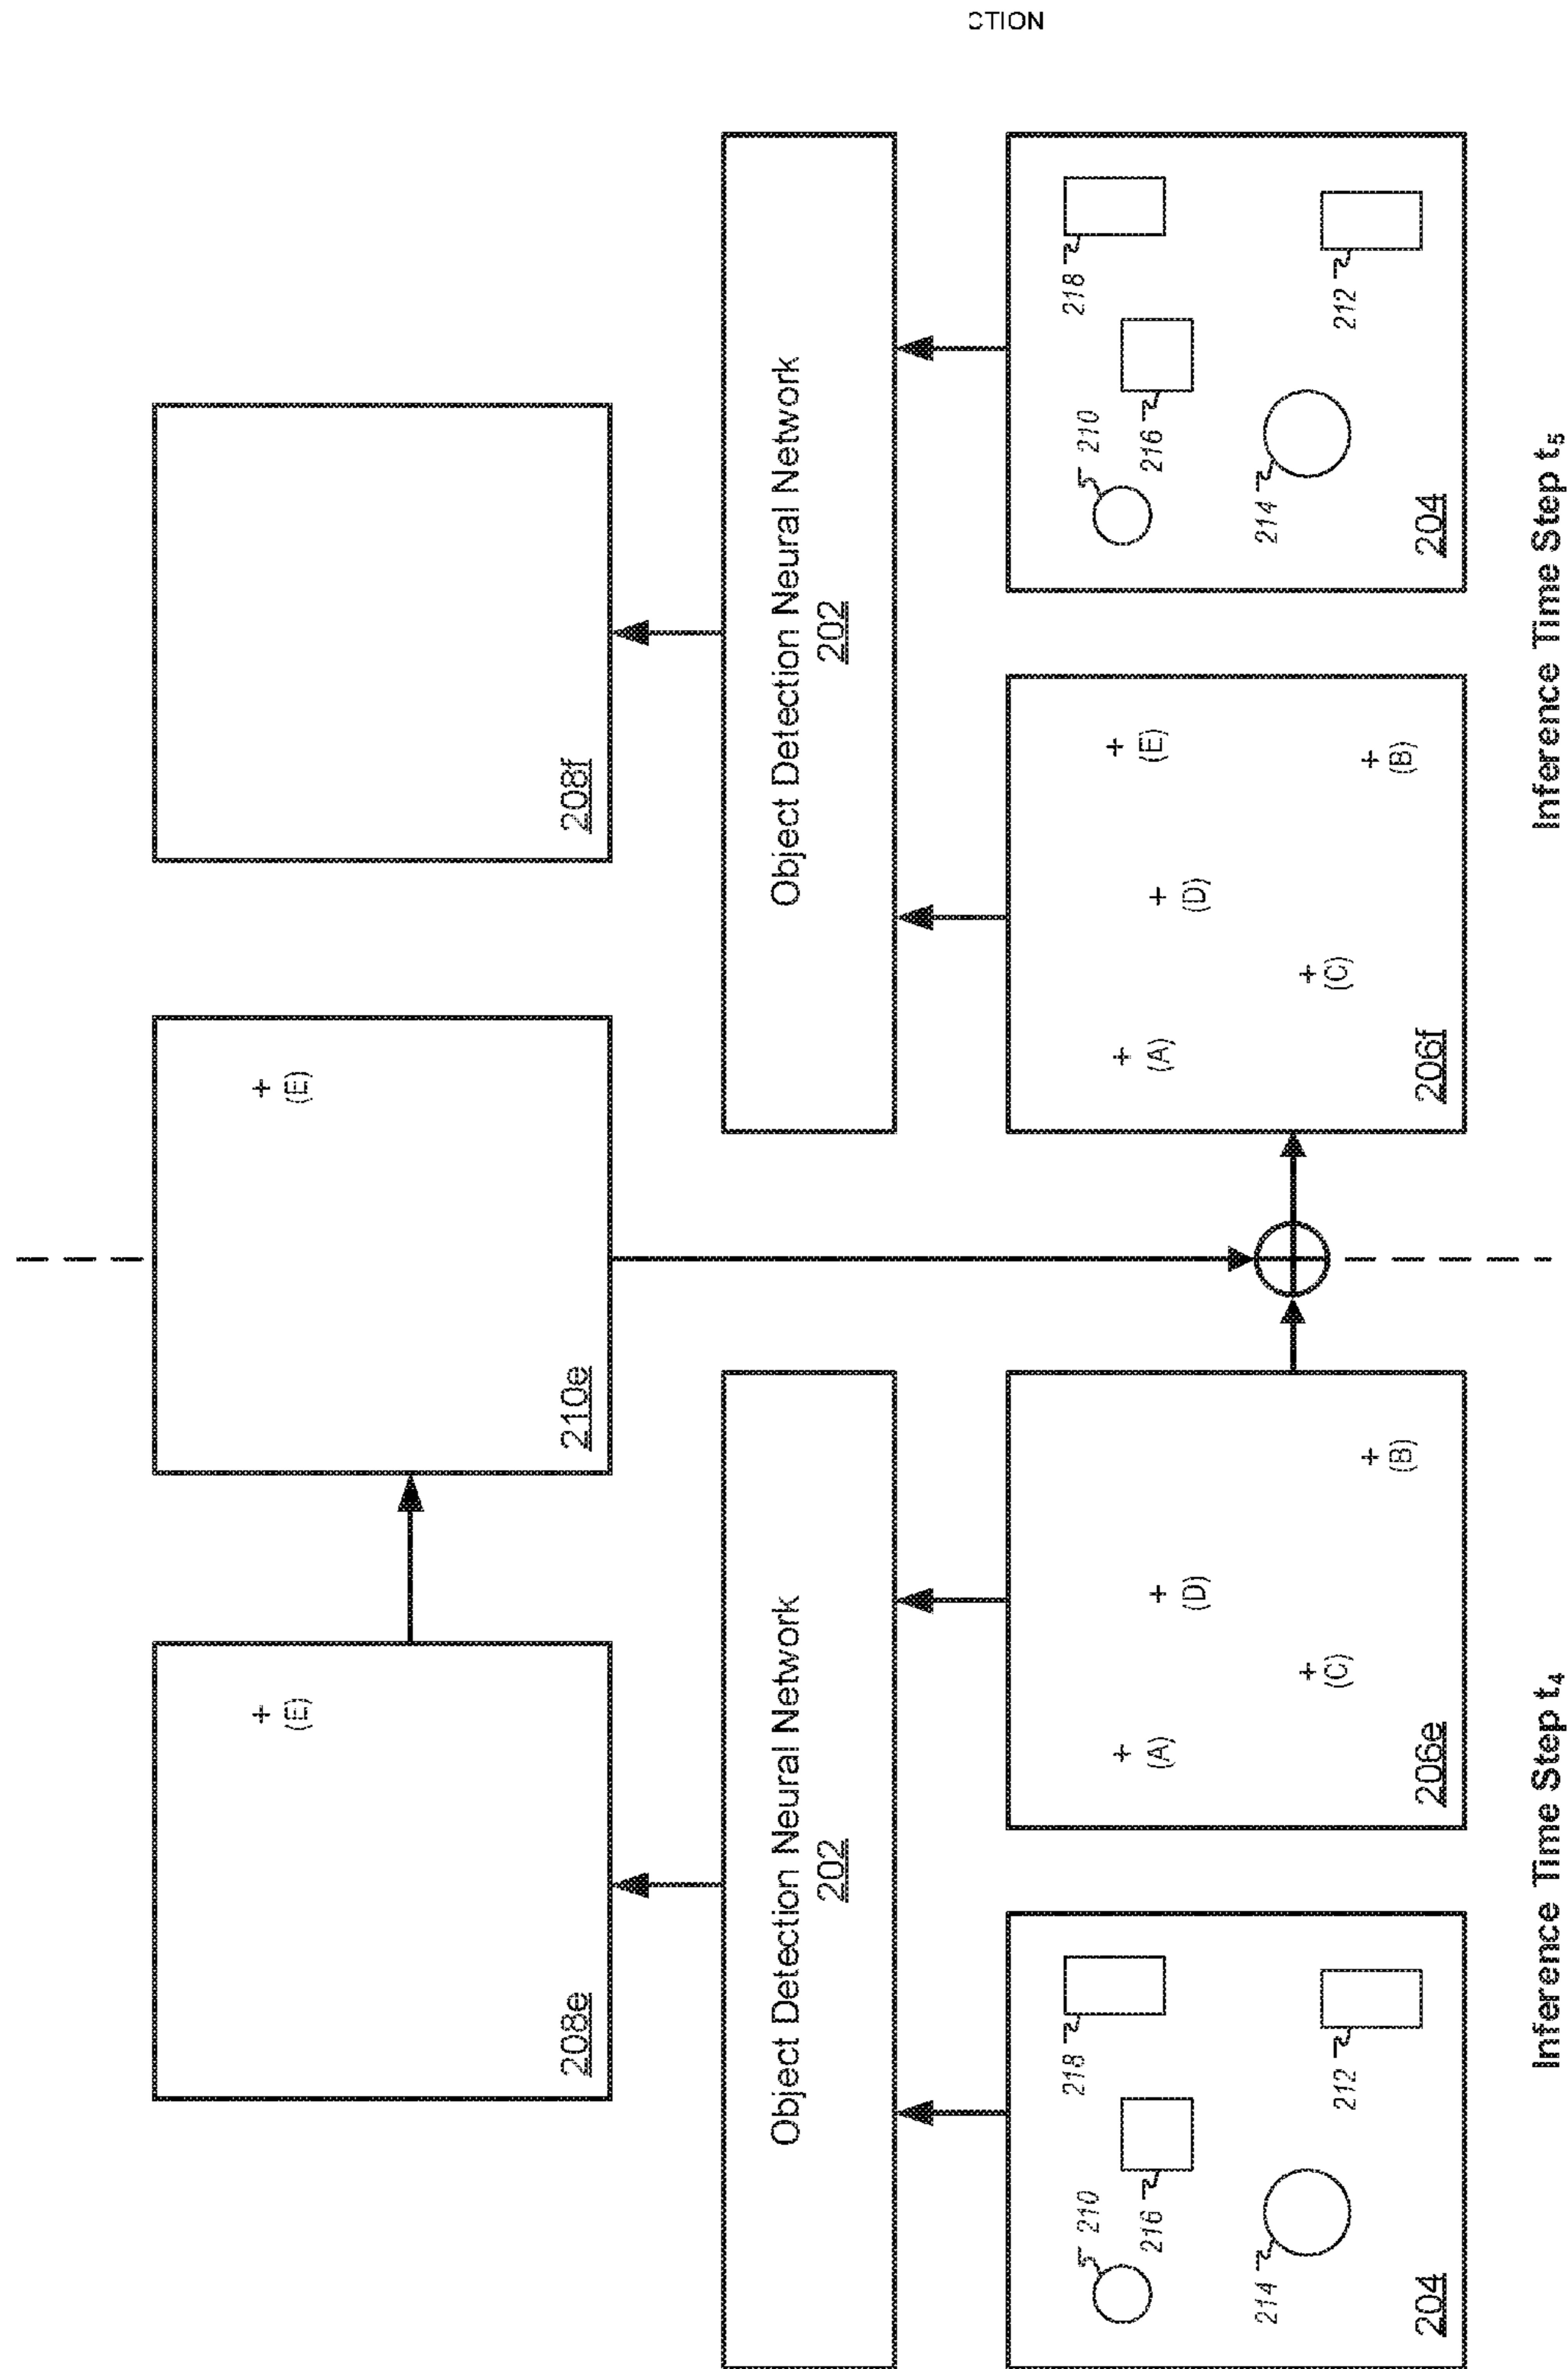 CTION
(E)
208e
(E)
210e
208f
Object Detection Neural Network
202
Object Detection Neural Network
202
210
218
216
214
212
204
(A)
(D)
(C)
(B)
206e
(A)
(E)
(D)
(C)
(B)
206f
210
218
216
214
212
204
Inference Time Step t₄
Inference Time Step t₅